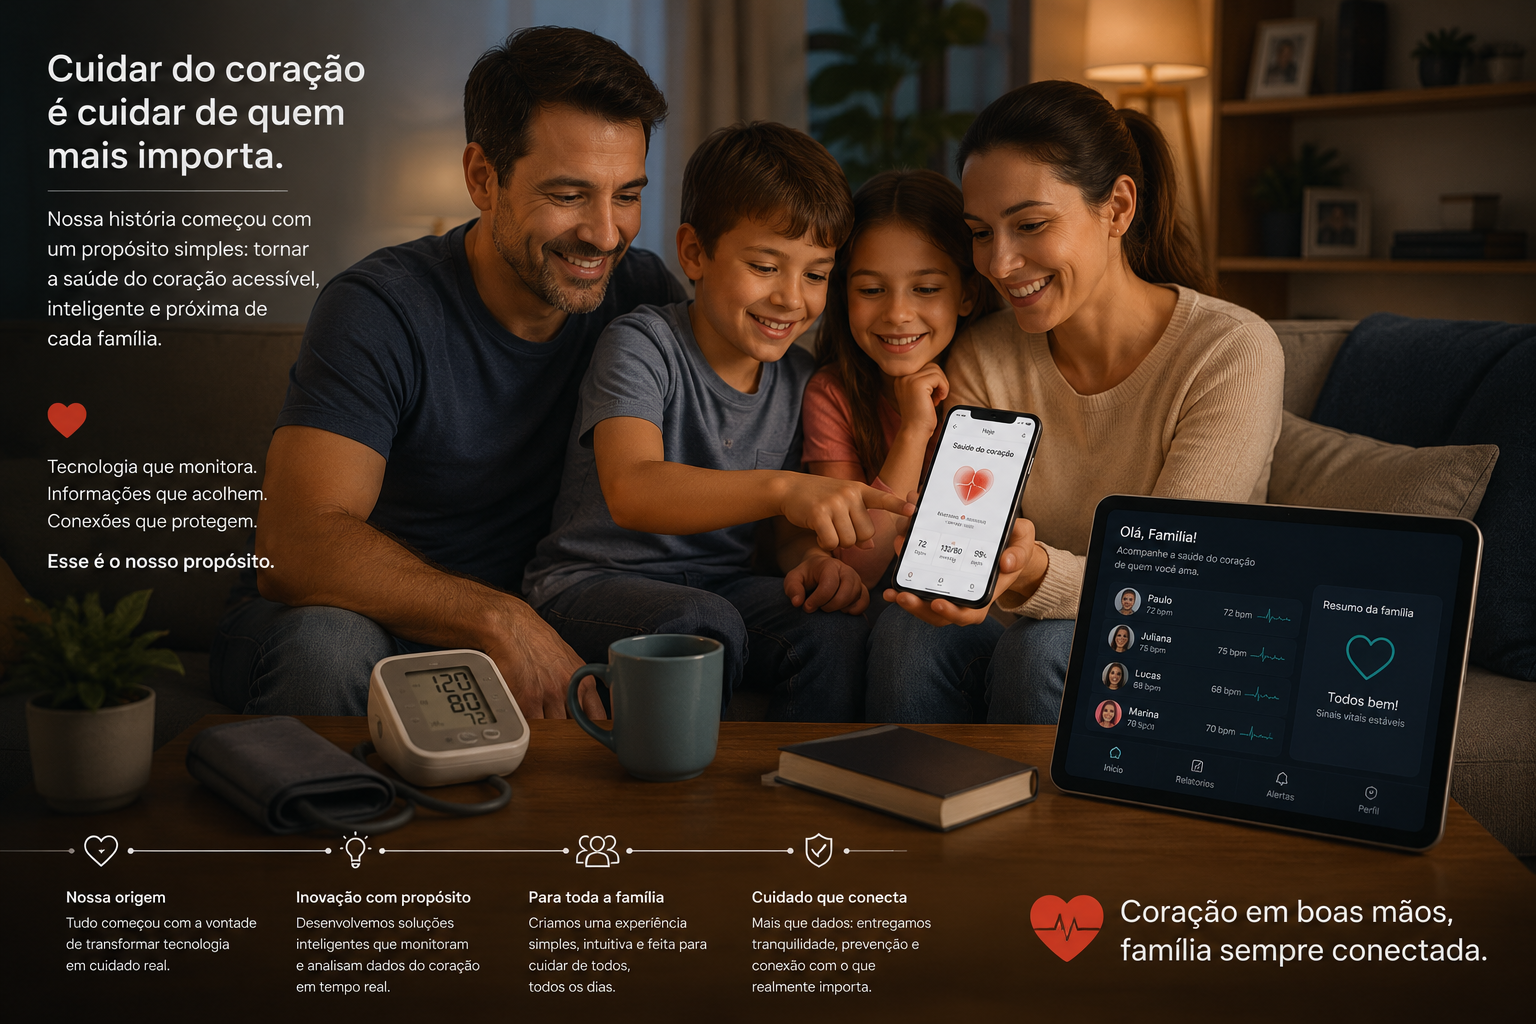 Cuidar do coração
é cuidar de quem
mais importa.
Nossa história começou com
um propósito simples: tornar
a saúde do coração acessível,
inteligente e próxima de
cada família.
Tecnologia que monitora.
Informações que acolhem.
Conexões que protegem.
Esse é o nosso propósito.
Hoje
Saúde do coração
72
132/80
99%
120
80
72
Olá, Família!
Acompanhe a saúde do coração
de quem você ama.
Paulo
72 bpm
72 bpm
Juliana
75 bpm
75 bpm
Lucas
68 bpm
68 bpm
Marina
70 bpm
Resumo da família
Todos bem!
Sinais vitais estáveis
Início
Relatorios
Alertas
Perfil
Nossa origem
Tudo começou com a vontade
de transformar tecnologia
em cuidado real.
Inovação com propósito
Desenvolvemos soluções
inteligentes que monitoram
e analisam dados do coração
em tempo real.
Para toda a família
Criamos uma experiência
simples, intuitiva e feita para
cuidar de todos,
todos os dias.
Cuidado que conecta
Mais que dados: entregamos
tranquilidade, prevenção e
conexão com o que
realmente importa.
Coração em boas mãos,
família sempre conectada.